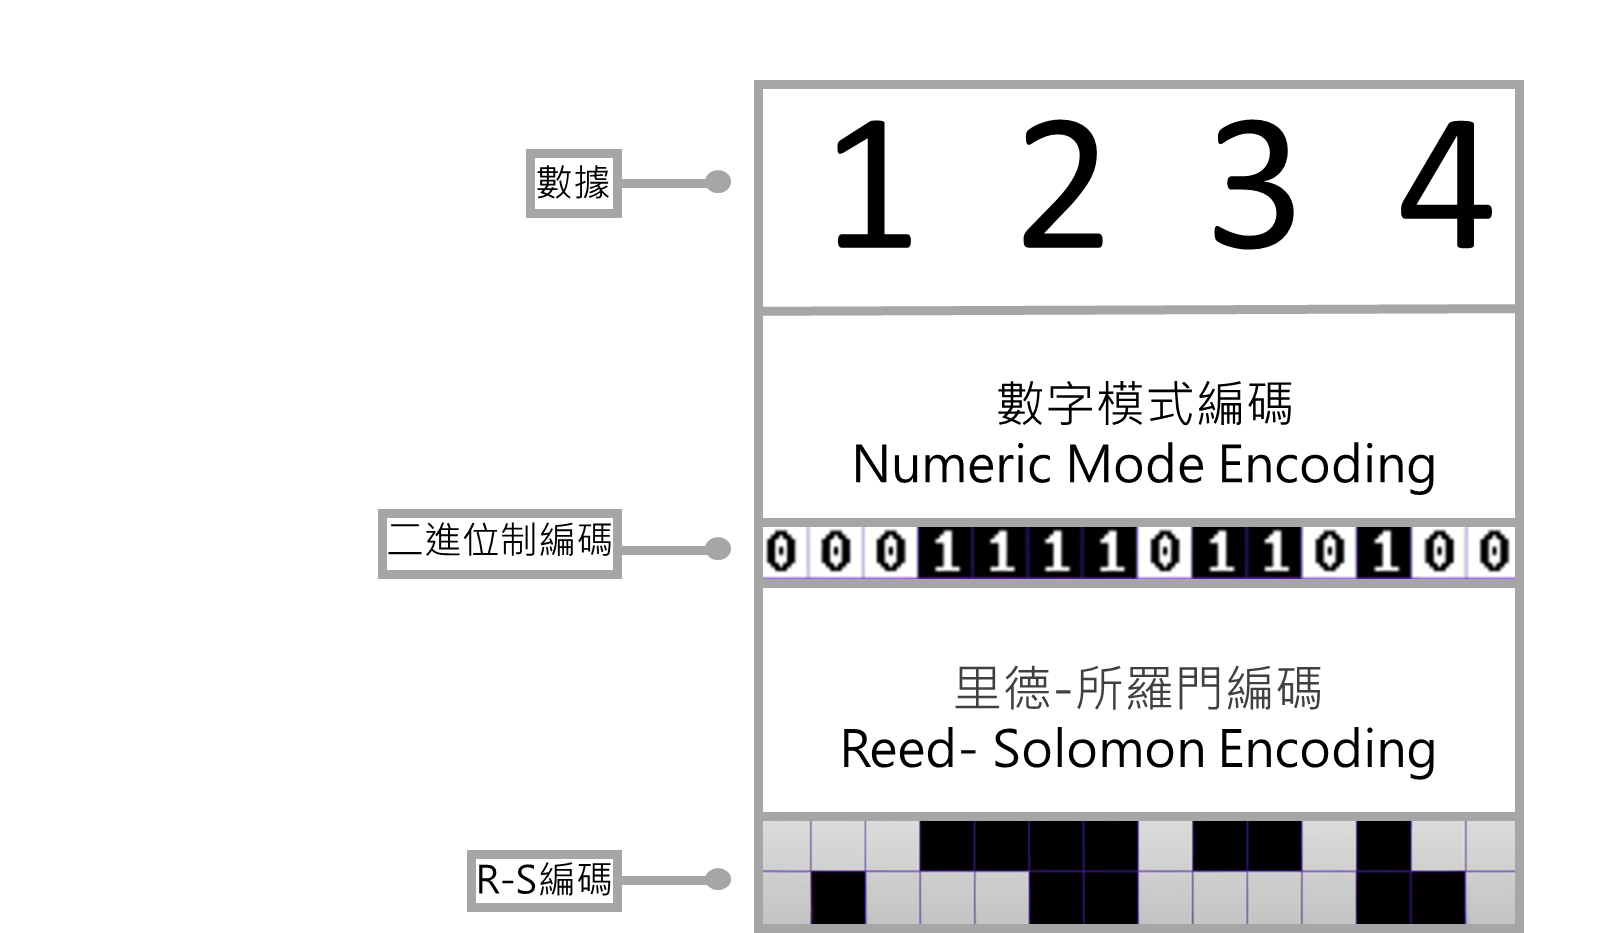 數據
1 2 3 4
數字模式編碼
Numeric Mode Encoding
二進位制編碼
0 0 0 1 1 1 1 0 1 1 0 1 0 0
里德-所羅門編碼
Reed- Solomon Encoding
R-S編碼